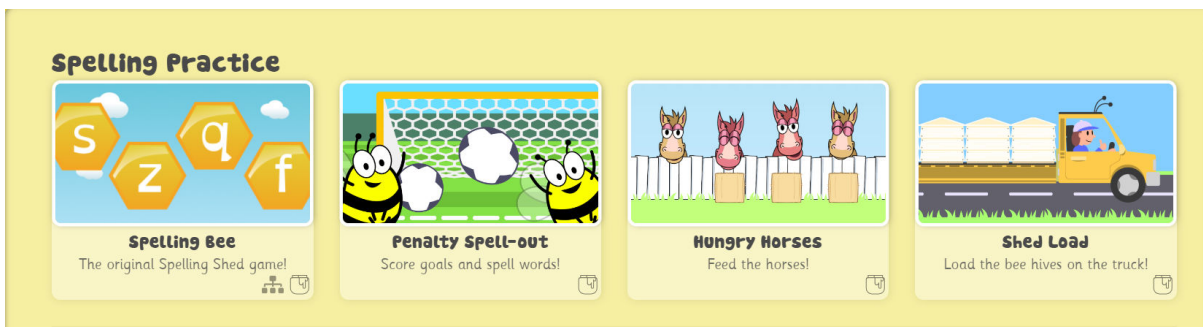 Spelling Practice
s
z
q
f
Spelling Bee
The original Spelling Shed game!
Penalty Spell-out
Score goals and spell words!
Hungry Horses
Feed the horses!
Shed Load
Load the bee hives on the truck!